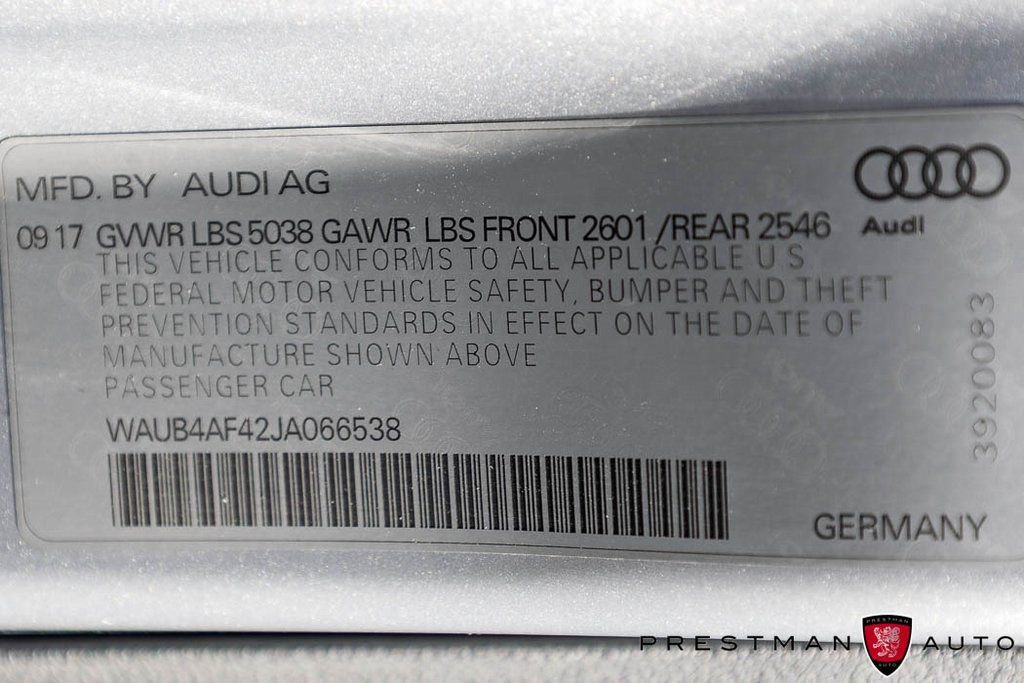 MFD. BY AUDI AG
09 17 GVWR LBS 5038 GAWR LBS FRONT 2601 /REAR 2546
Audi
THIS VEHICLE CONFORMS TO ALL APPLICABLE U S
FEDERAL MOTOR VEHICLE SAFETY, BUMPER AND THEFT
PREVENTION STANDARDS IN EFFECT ON THE DATE OF
MANUFACTURE SHOWN ABOVE
PASSENGER CAR
WAUB4AF42JA066538
3920083
GERMANY
PRESTMAN AUTO
PRESTMAN